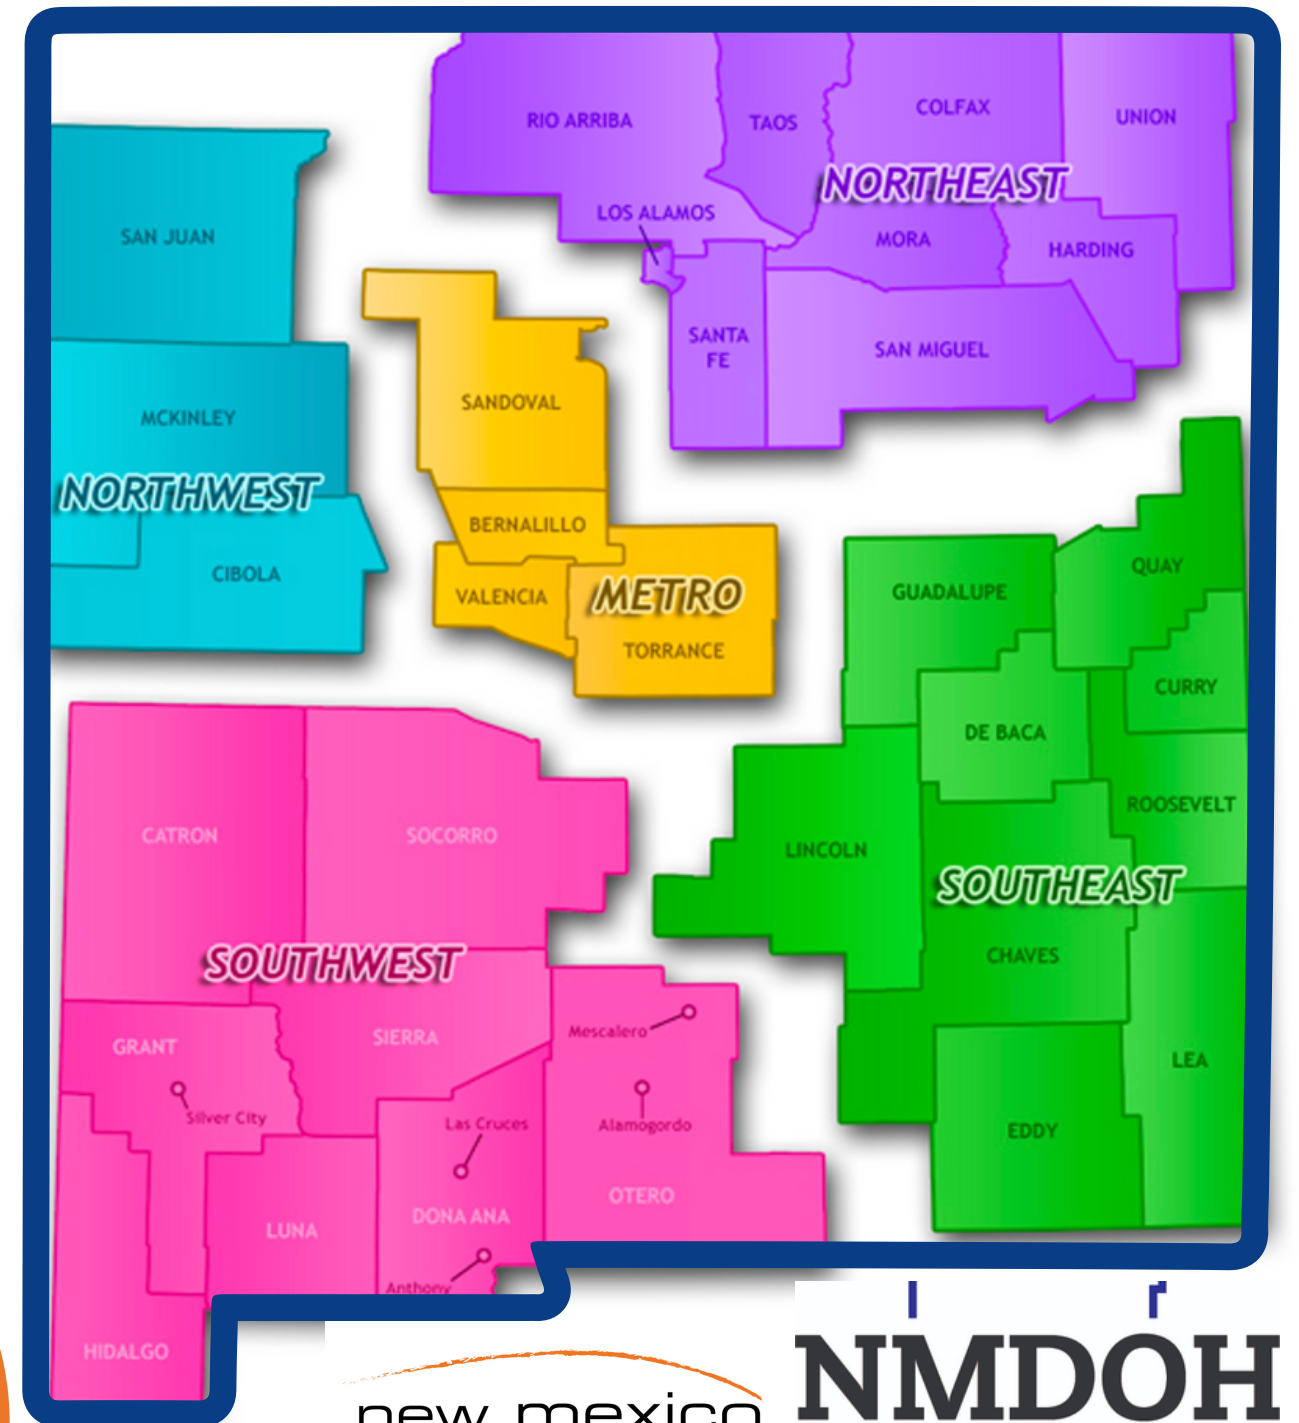 RIO ARRIBA
TAOS
COLFAX
UNION
NORTHEAST
LOS ALAMOS
MORA
HARDING
SANTA
FE
SAN MIGUEL
SAN JUAN
MCKINLEY
NORTHWEST
CIBOLA
SANDOVAL
BERNALILLO
VALENCIA
METRO
TORRANCE
GUADALUPE
QUAY
CURRY
DE BACA
ROOSEVELT
LINCOLN
SOUTHEAST
CHAVES
LEA
EDDY
CATRON
SOCORRO
SOUTHWEST
GRANT
SIERRA
Mescalero
Silver City
Las Cruces
Alamogordo
LUNA
DONA ANA
OTERO
Anthony
HIDALGO
new mexico
NMDOH